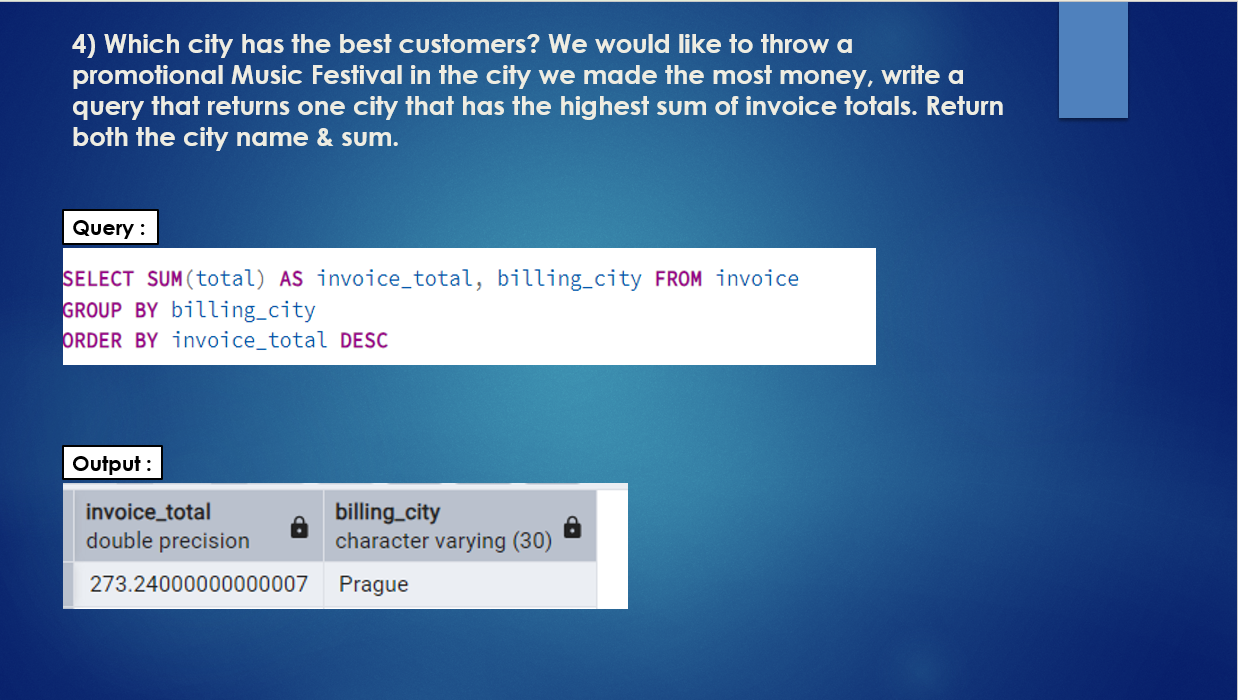 4) Which city has the best customers? We would like to throw a
promotional Music Festival in the city we made the most money, write a
query that returns one city that has the highest sum of invoice totals. Return
both the city name & sum.
Query :
SELECT SUM(total) AS invoice_total, billing_city FROM invoice
GROUP BY billing_city
ORDER BY invoice_total DESC
Output :
invoice_total billing_city
double precision character varying (30)
273.24000000000007 Prague